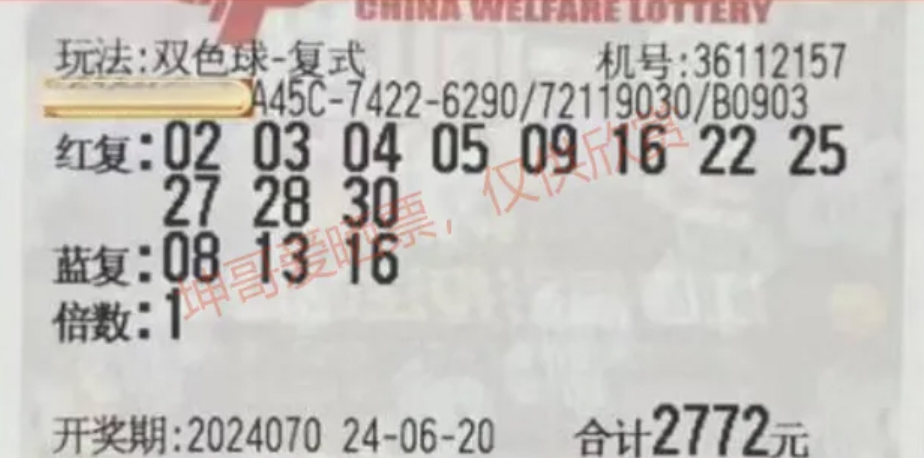 CHINA WELFARE LOTTERY
玩法:双色球-复式 机号:36112157
A45C-7422-6290/72119030/B0903
红复:02 03 04 05 09 16 22 25
27 28 30
蓝复:08 13 16
倍数:1
坤哥爱晒票，仅供欣赏
开奖期:2024070 24-06-20 合计2772元